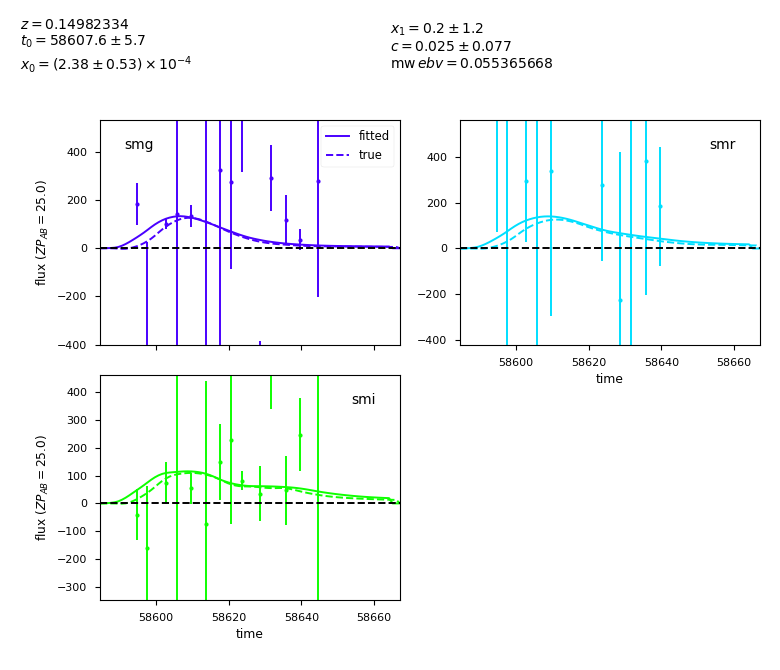 z = 0.14982334
t₀ = 58607.6 ± 5.7
x₀ = (2.38 ± 0.53) × 10⁻⁴
x₁ = 0.2 ± 1.2
c = 0.025 ± 0.077
mwebv = 0.055365668
smg
fitted
true
400
200
0
−200
−400
flux (ZP_AB = 25.0)
smr
400
200
0
−200
−400
58600 58620 58640 58660
time
smi
400
300
200
100
0
−100
−200
−300
flux (ZP_AB = 25.0)
58600 58620 58640 58660
time